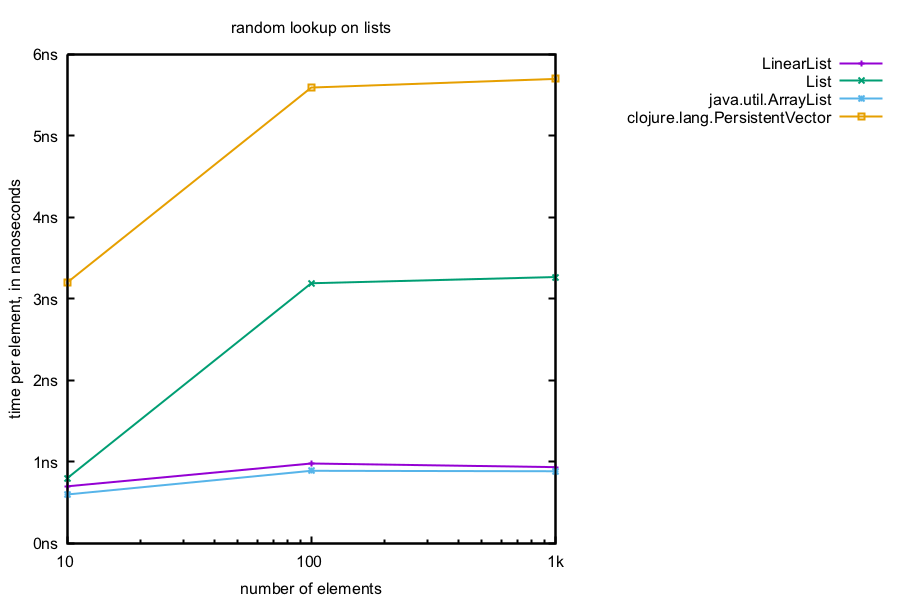 random lookup on lists
6ns
5ns
4ns
3ns
2ns
1ns
0ns
time per element, in nanoseconds
10
100
1k
number of elements
LinearList
List
java.util.ArrayList
clojure.lang.PersistentVector